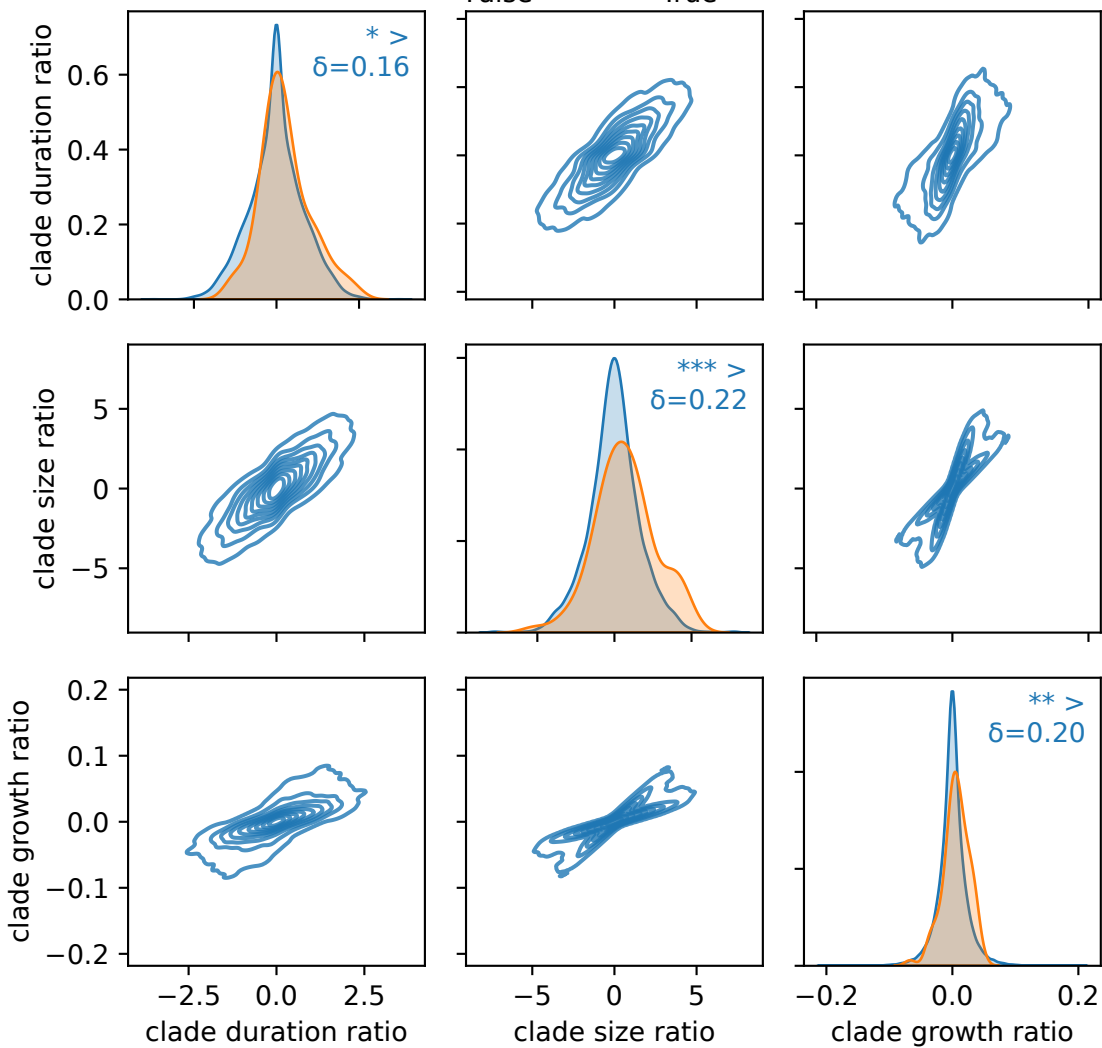 False True
clade duration ratio
0.6
0.4
0.2
0.0
* >
δ=0.16
clade size ratio
5
0
−5
*** >
δ=0.22
clade growth ratio
0.2
0.1
0.0
−0.1
−0.2
** >
δ=0.20
−2.5 0.0 2.5
−5 0 5
−0.2 0.0 0.2
clade duration ratio
clade size ratio
clade growth ratio